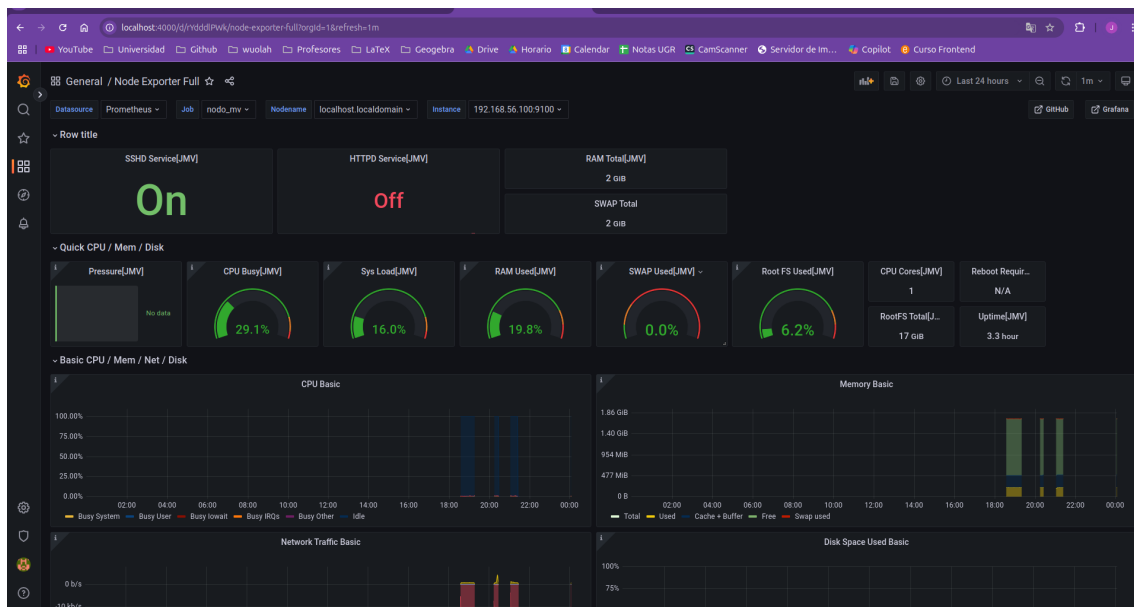 localhost:4000/d/rYdddlPWk/node-exporter-full?orgId=1&refresh=1m
YouTube Universidad Github wuolah Profesores LaTeX Geogebra Drive Horario Calendar Notas UGR CamScanner Servidor de Im... Copilot Curso Frontend
General / Node Exporter Full Last 24 hours 1m
Datasource Prometheus Job nodo_mv Nodename localhost.localdomain Instance 192.168.56.100:9100 GitHub Grafana
Row title
SSHD Service[JMV] HTTPD Service[JMV] RAM Total[JMV]
2 GiB
On Off
SWAP Total
2 GiB
Quick CPU / Mem / Disk
Pressure[JMV] CPU Busy[JMV] Sys Load[JMV] RAM Used[JMV] SWAP Used[JMV] Root FS Used[JMV] CPU Cores[JMV] Reboot Requir...
1 N/A
No data 29.1% 16.0% 19.8% 0.0% 6.2%
RootFS Total[J... Uptime[JMV]
17 GiB 3.3 hour
Basic CPU / Mem / Net / Disk
CPU Basic
100.00%
75.00%
50.00%
25.00%
0.00%
02:00 04:00 06:00 08:00 10:00 12:00 14:00 16:00 18:00 20:00 22:00 00:00
Busy System Busy User Busy Iowait Busy IRQs Busy Other Idle
Memory Basic
1.86 GiB
1.40 GiB
954 MiB
477 MiB
0 B
02:00 04:00 06:00 08:00 10:00 12:00 14:00 16:00 18:00 20:00 22:00 00:00
Total Used Cache + Buffer Free Swap used
Network Traffic Basic
0 b/s
-10 kb/s
Disk Space Used Basic
100%
75%